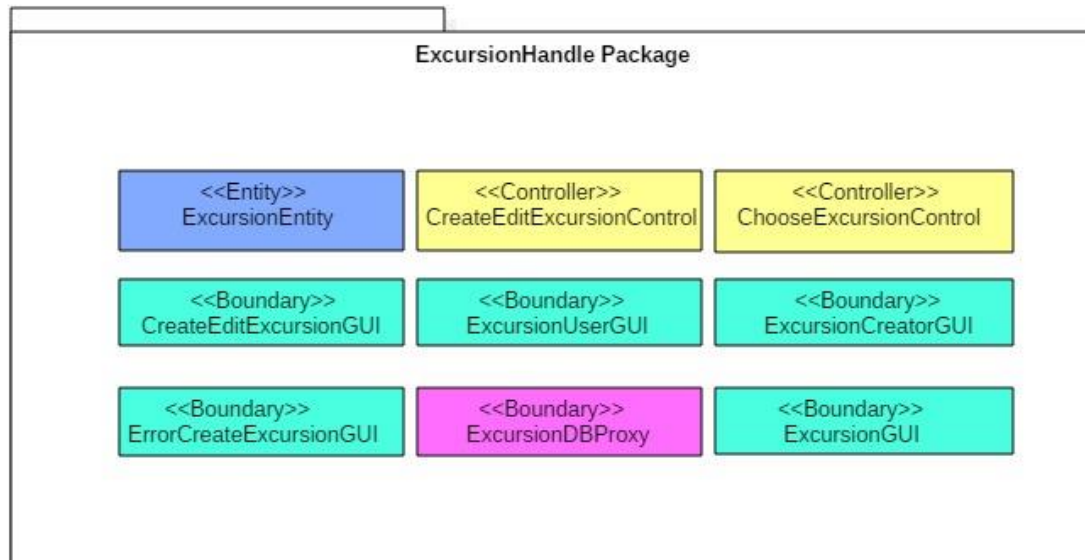 ExcursionHandle Package
<<Entity>>
ExcursionEntity
<<Controller>>
CreateEditExcursionControl
<<Controller>>
ChooseExcursionControl
<<Boundary>>
CreateEditExcursionGUI
<<Boundary>>
ExcursionUserGUI
<<Boundary>>
ExcursionCreatorGUI
<<Boundary>>
ErrorCreateExcursionGUI
<<Boundary>>
ExcursionDBProxy
<<Boundary>>
ExcursionGUI